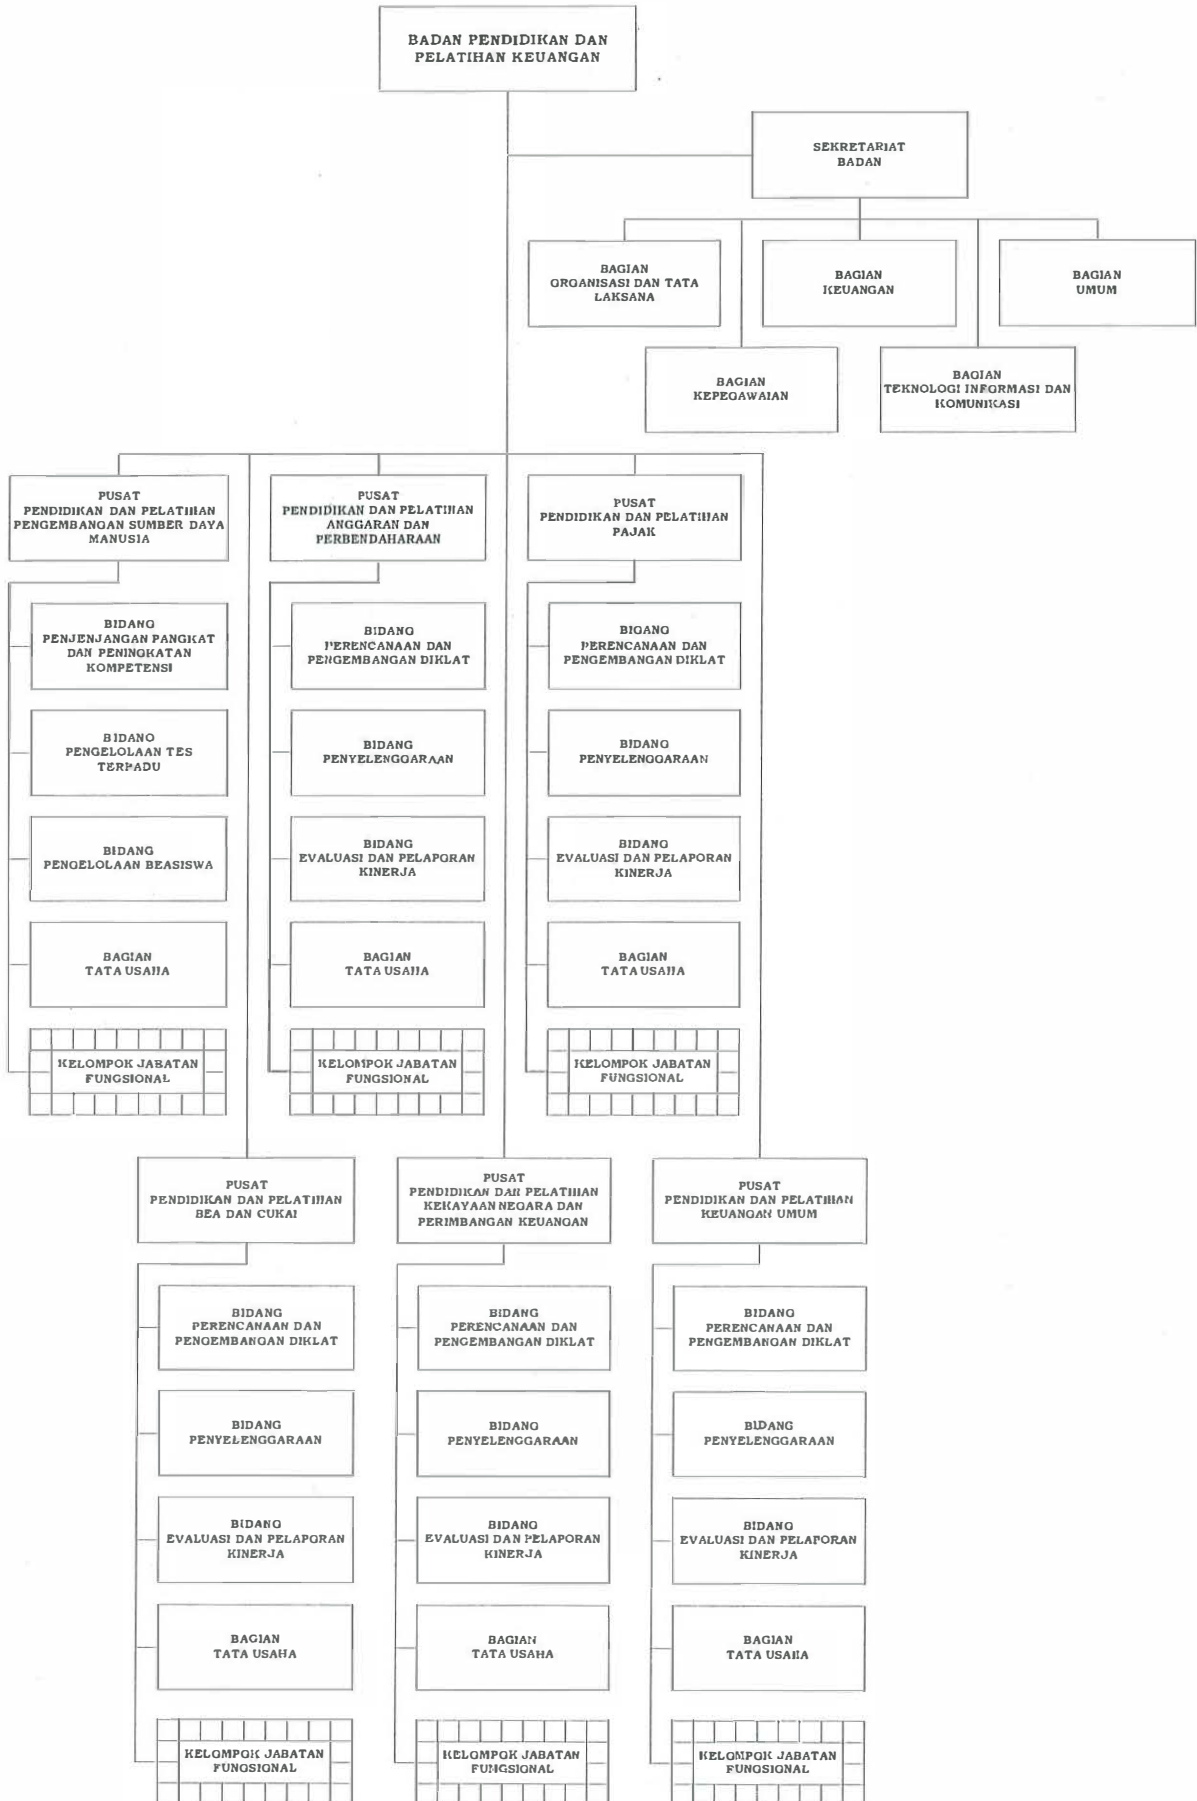 BADAN PENDIDIKAN DAN
PELATIHAN KEUANGAN
SEKRETARIAT
BADAN
BAGIAN
ORGANISASI DAN TATA
LAKSANA
BAGIAN
KEUANGAN
BAGIAN
UMUM
BAGIAN
KEPEGAWAIAN
BAGIAN
TEKNOLOGI INFORMASI DAN
KOMUNIKASI
PUSAT
PENDIDIKAN DAN PELATIHAN
PENGEMBANGAN SUMBER DAYA
MANUSIA
PUSAT
PENDIDIKAN DAN PELATIHAN
ANGGARAN DAN
PERBENDAHARAAN
PUSAT
PENDIDIKAN DAN PELATIHAN
PAJAK
BIDANG
PENJENJANGAN PANGKAT
DAN PENINGKATAN
KOMPETENSI
BIDANG
PERENCANAAN DAN
PENGEMBANGAN DIKLAT
BIDANG
PERENCANAAN DAN
PENGEMBANGAN DIKLAT
BIDANG
PENGELOLAAN TES
TERPADU
BIDANG
PENYELENGGARAAN
BIDANG
PENYELENGGARAAN
BIDANG
PENGELOLAAN BEASISWA
BIDANG
EVALUASI DAN PELAPORAN
KINERJA
BIDANG
EVALUASI DAN PELAPORAN
KINERJA
BAGIAN
TATA USAHA
BAGIAN
TATA USAHA
BAGIAN
TATA USAHA
KELOMPOK JABATAN
FUNGSIONAL
KELOMPOK JABATAN
FUNGSIONAL
KELOMPOK JABATAN
FUNGSIONAL
PUSAT
PENDIDIKAN DAN PELATIHAN
BEA DAN CUKAI
PUSAT
PENDIDIKAN DAN PELATIHAN
KEKAYAAN NEGARA DAN
PERIMBANGAN KEUANGAN
PUSAT
PENDIDIKAN DAN PELATIHAN
KEUANGAN UMUM
BIDANG
PERENCANAAN DAN
PENGEMBANGAN DIKLAT
BIDANG
PERENCANAAN DAN
PENGEMBANGAN DIKLAT
BIDANG
PERENCANAAN DAN
PENGEMBANGAN DIKLAT
BIDANG
PENYELENGGARAAN
BIDANG
PENYELENGGARAAN
BIDANG
PENYELENGGARAAN
BIDANG
EVALUASI DAN PELAPORAN
KINERJA
BIDANG
EVALUASI DAN PELAPORAN
KINERJA
BIDANG
EVALUASI DAN PELAPORAN
KINERJA
BAGIAN
TATA USAHA
BAGIAN
TATA USAHA
BAGIAN
TATA USAHA
KELOMPOK JABATAN
FUNGSIONAL
KELOMPOK JABATAN
FUNGSIONAL
KELOMPOK JABATAN
FUNGSIONAL